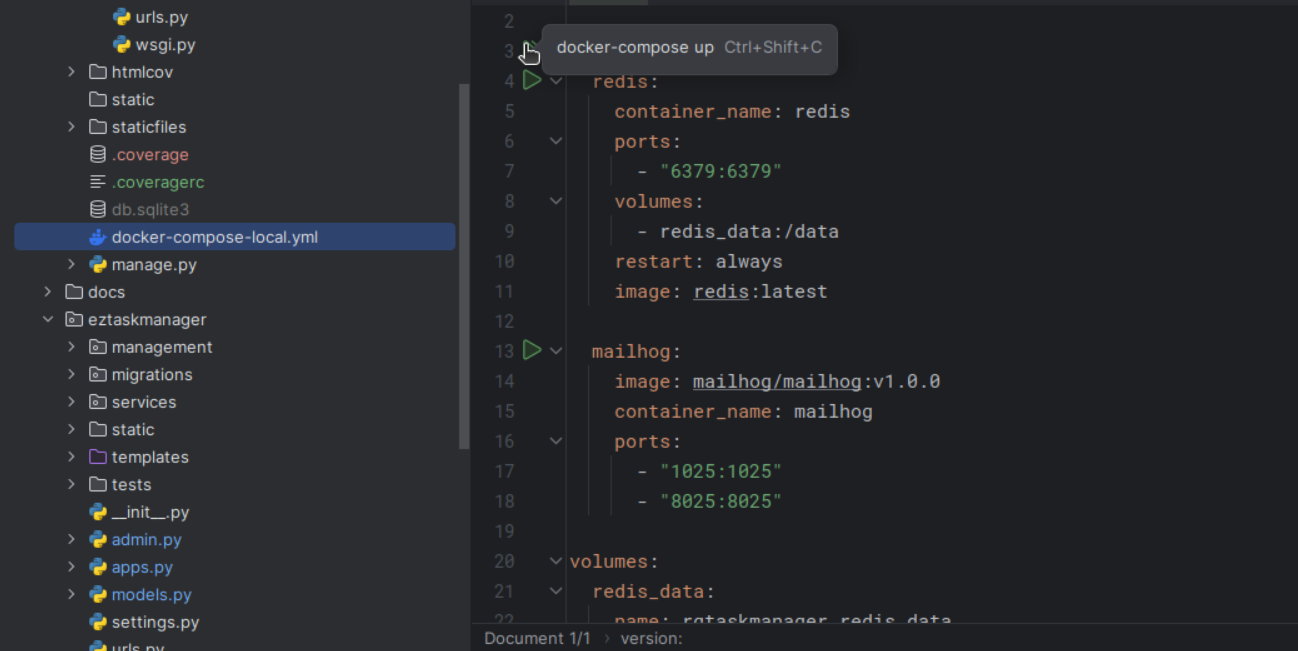 urls.py
wsgi.py
htmlcov
static
staticfiles
.coverage
.coveragerc
db.sqlite3
docker-compose-local.yml
manage.py
docs
eztaskmanager
management
migrations
services
static
templates
tests
__init__.py
admin.py
apps.py
models.py
settings.py
urls.py
2
3
docker-compose up Ctrl+Shift+C
4 redis:
5 container_name: redis
6 ports:
7 - "6379:6379"
8 volumes:
9 - redis_data:/data
10 restart: always
11 image: redis:latest
12
13 mailhog:
14 image: mailhog/mailhog:v1.0.0
15 container_name: mailhog
16 ports:
17 - "1025:1025"
18 - "8025:8025"
19
20 volumes:
21 redis_data:
22 name: rqtaskmanager_redis_data
Document 1/1 › version: